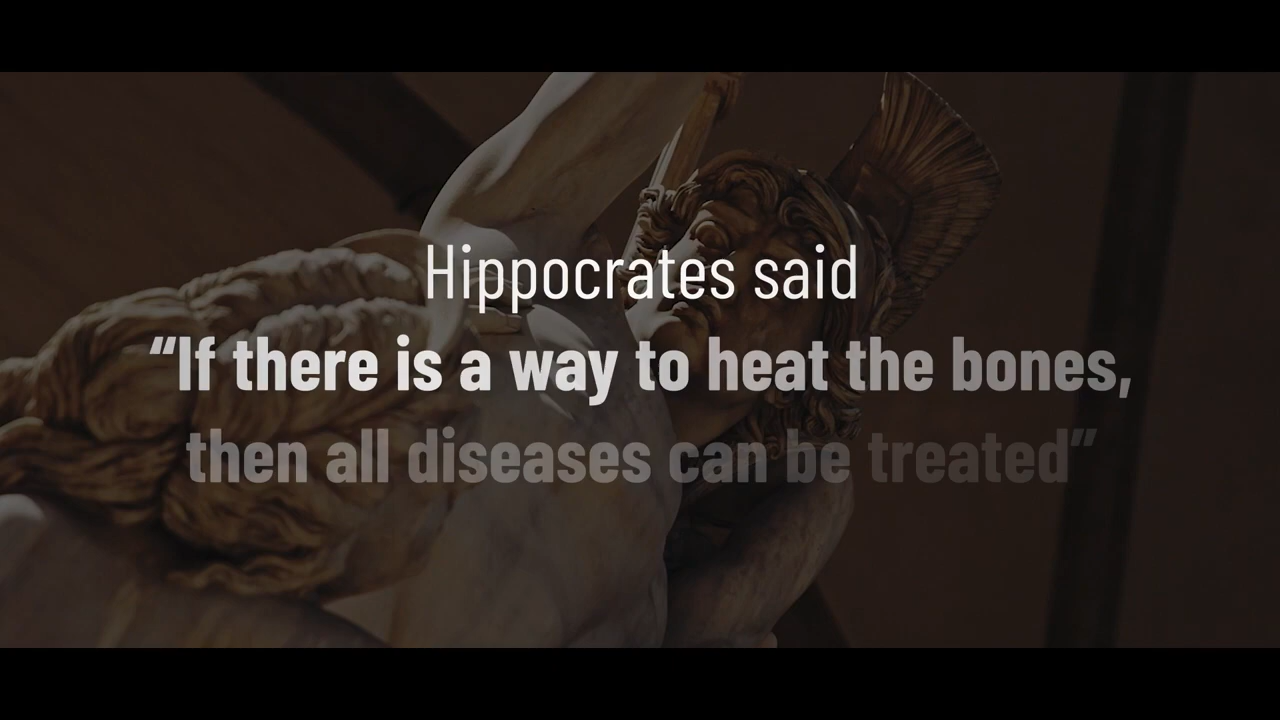 Hippocrates said
“If there is a way to heat the bones,
then all diseases can be treated”